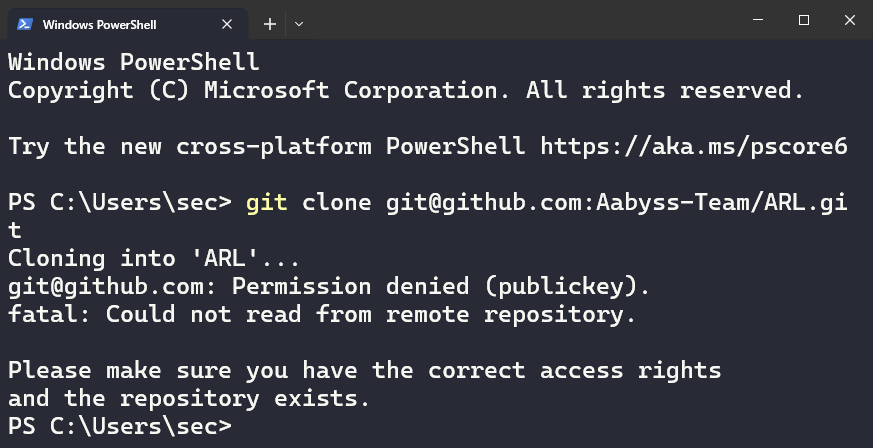 Windows PowerShell
Windows PowerShell
Copyright (C) Microsoft Corporation. All rights reserved.
Try the new cross-platform PowerShell https://aka.ms/pscore6
PS C:\Users\sec> git clone git@github.com:Aabyss-Team/ARL.gi
t
Cloning into 'ARL'...
git@github.com: Permission denied (publickey).
fatal: Could not read from remote repository.
Please make sure you have the correct access rights
and the repository exists.
PS C:\Users\sec>